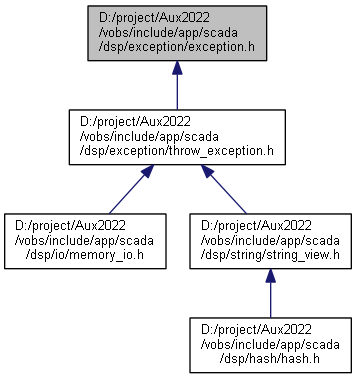 D:/project/Aux2022
/vobs/include/app/scada
/dsp/exception/exception.h
D:/project/Aux2022
/vobs/include/app/scada
/dsp/exception/throw_exception.h
D:/project/Aux2022
/vobs/include/app/scada
/dsp/io/memory_io.h
D:/project/Aux2022
/vobs/include/app/scada
/dsp/string/string_view.h
D:/project/Aux2022
/vobs/include/app/scada
/dsp/hash/hash.h